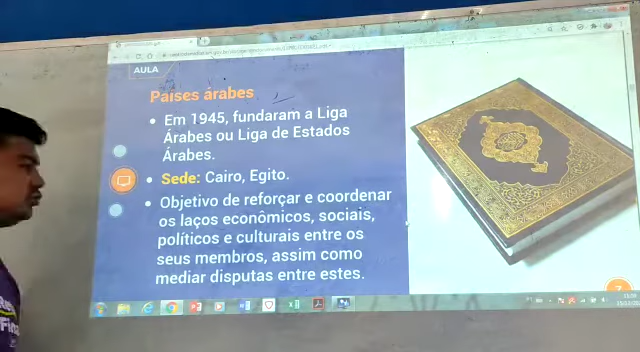 AULA
Países árabes
• Em 1945, fundaram a Liga
Árabes ou Liga de Estados
Árabes.
• Sede: Cairo, Egito.
• Objetivo de reforçar e coordenar
os laços econômicos, sociais,
políticos e culturais entre os
seus membros, assim como
mediar disputas entre estes.
7